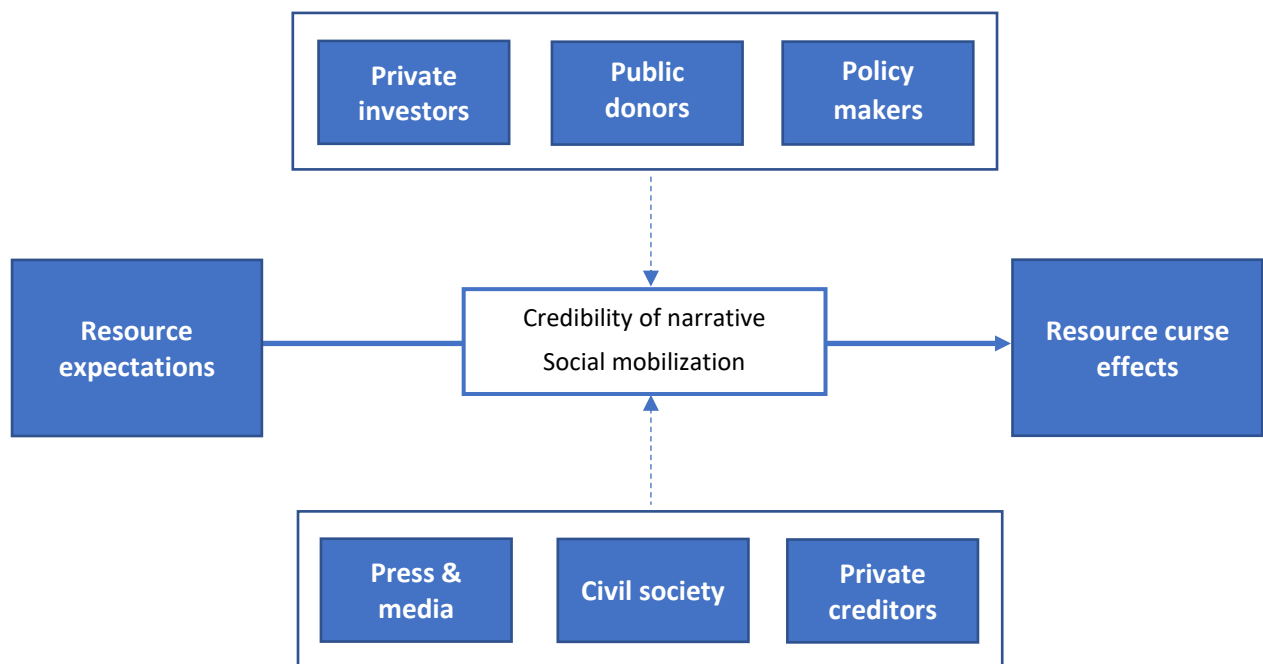 Private
investors
Public
donors
Policy
makers
Resource
expectations
Credibility of narrative
Social mobilization
Resource curse
effects
Press &
media
Civil society
Private
creditors